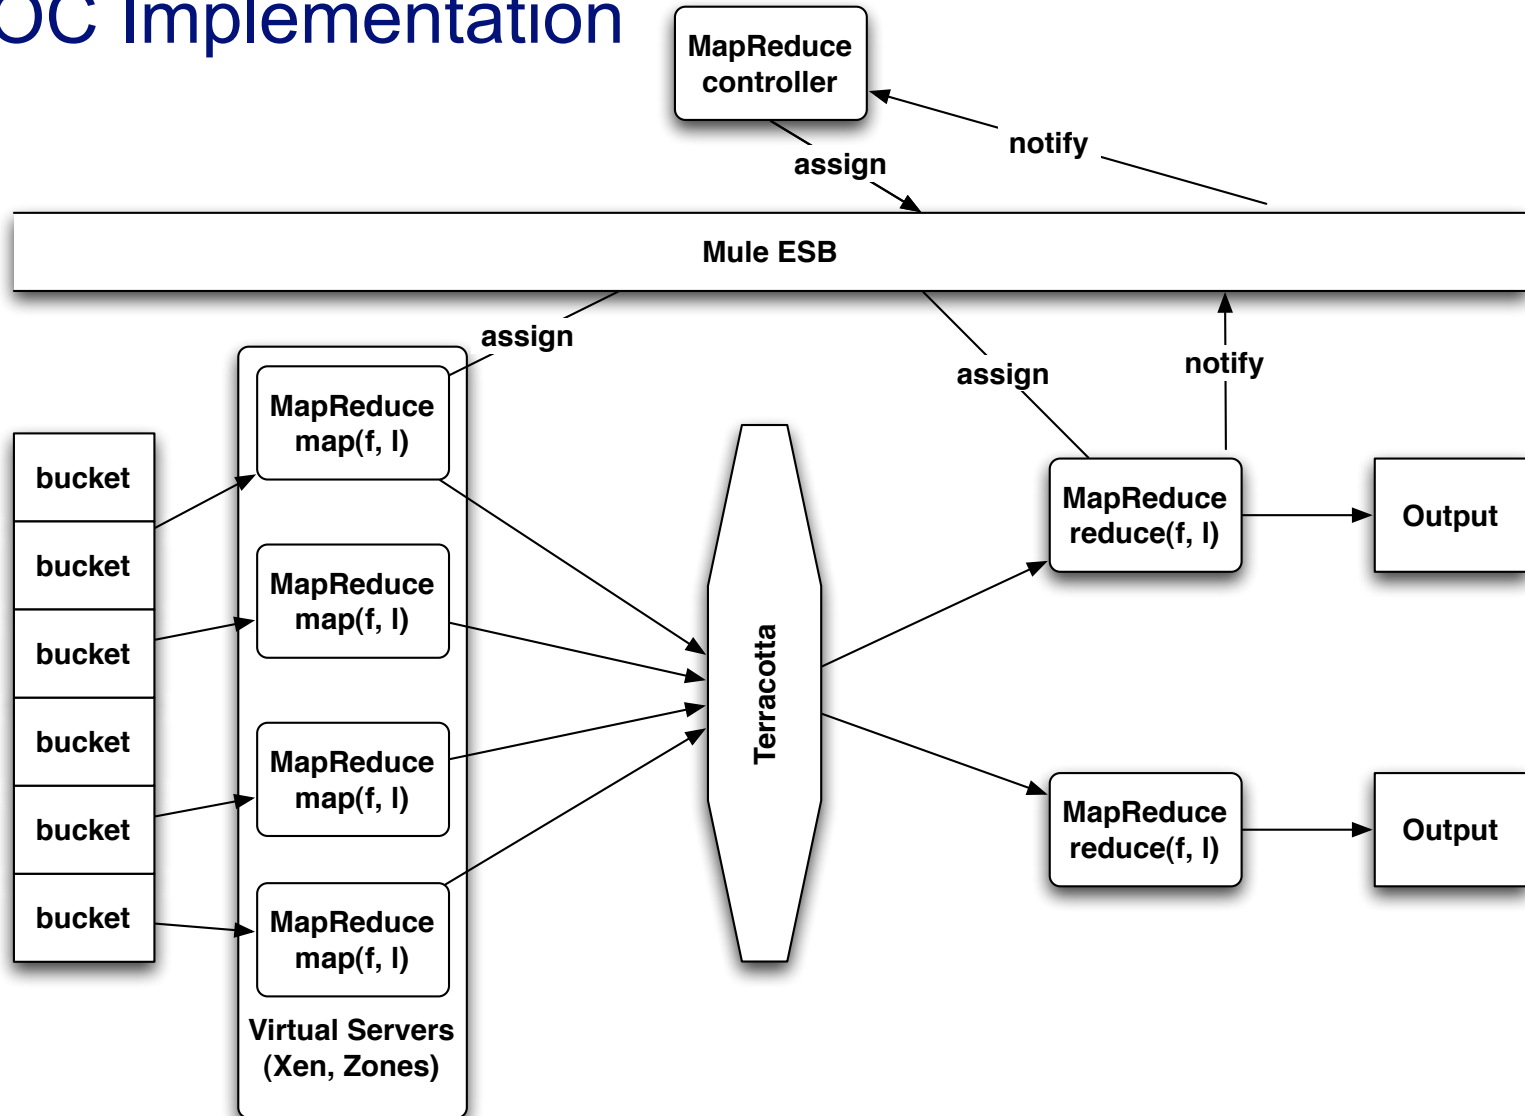 OC Implementation
MapReduce
controller
notify
assign
Mule ESB
assign
assign
notify
bucket
bucket
bucket
bucket
bucket
bucket
MapReduce
map(f, l)
MapReduce
map(f, l)
MapReduce
map(f, l)
MapReduce
map(f, l)
Virtual Servers
(Xen, Zones)
Terracotta
MapReduce
reduce(f, l)
Output
MapReduce
reduce(f, l)
Output